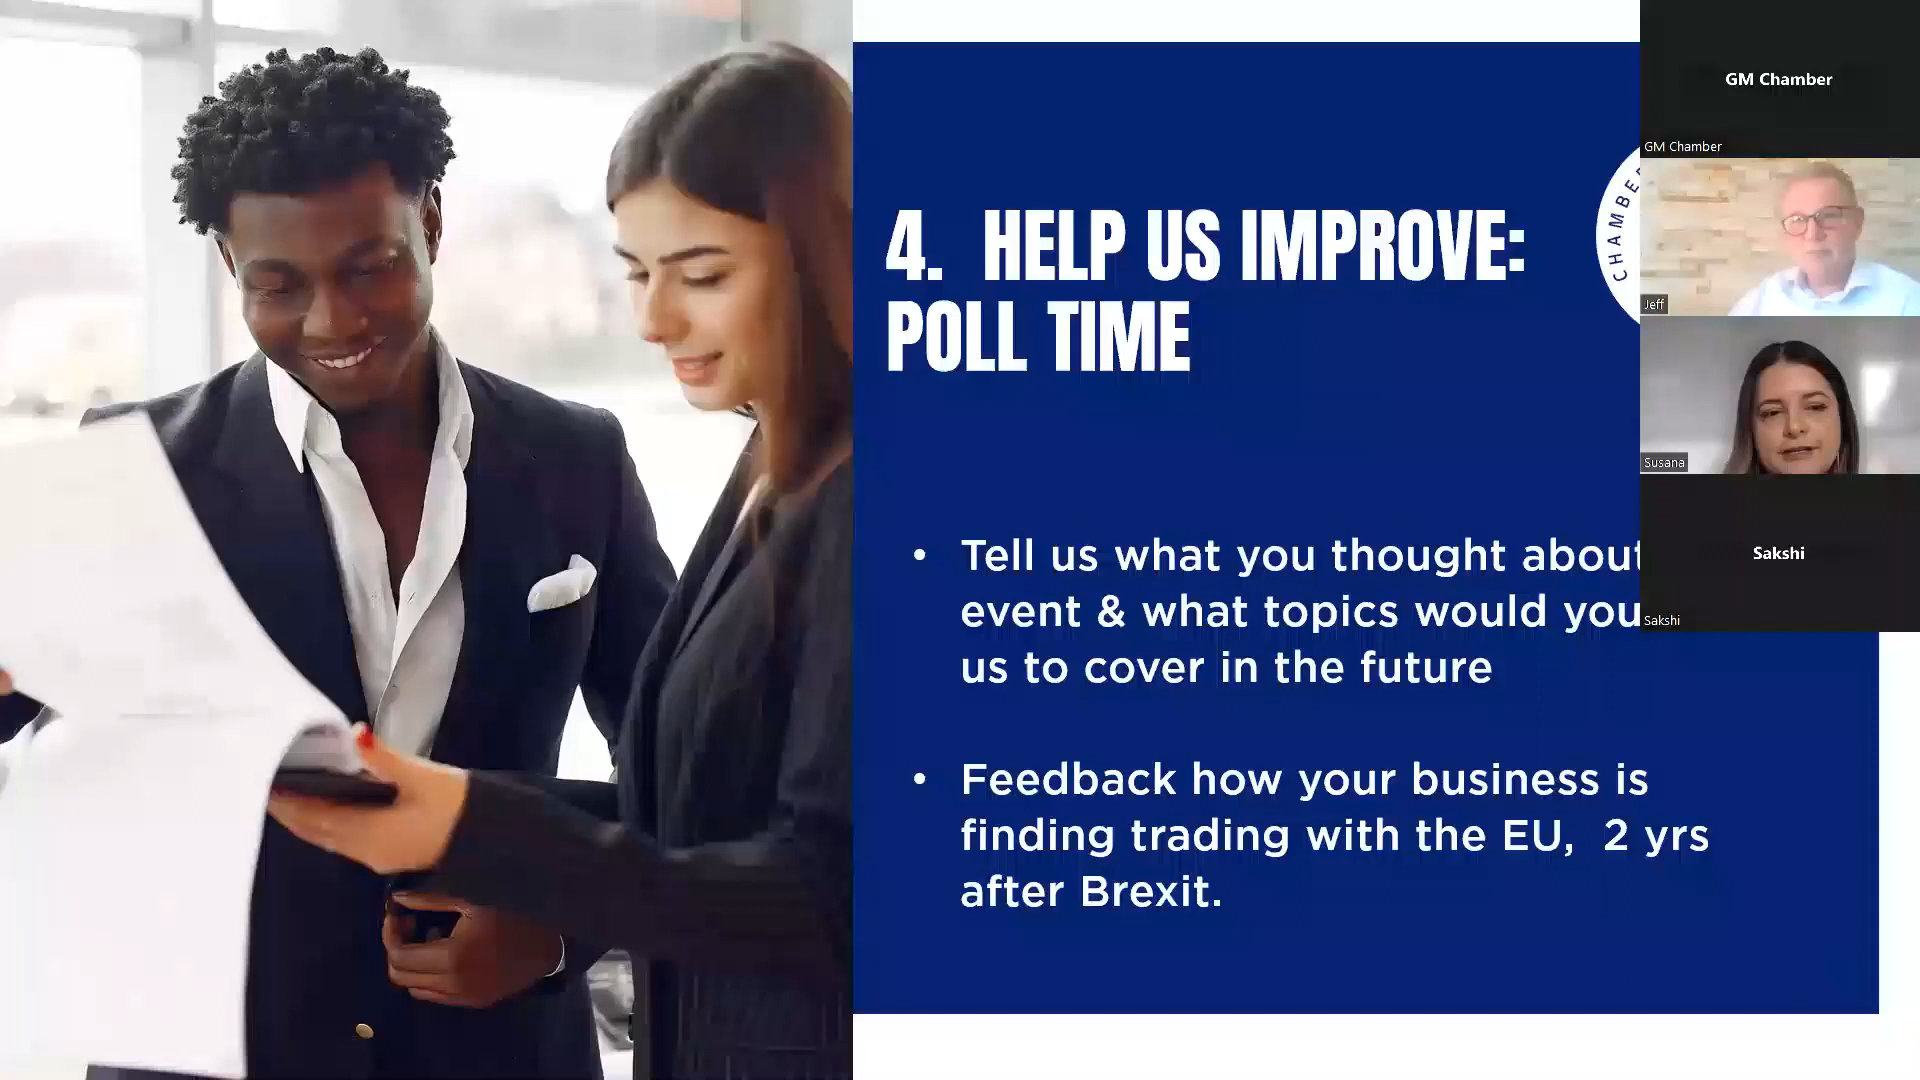 4. HELP US IMPROVE:
POLL TIME
Tell us what you thought about
event & what topics would you
us to cover in the future
Feedback how your business is
finding trading with the EU, 2 yrs
after Brexit.
CHAMBE
GM Chamber
GM Chamber
Jeff
Susana
Sakshi
Sakshi